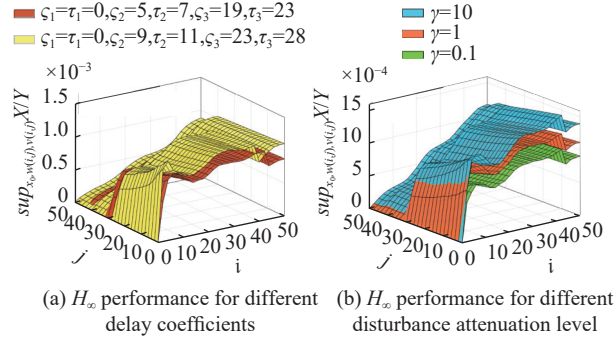 ς₁=τ₁=0,ς₂=5,τ₂=7,ς₃=19,τ₃=23
ς₁=τ₁=0,ς₂=9,τ₂=11,ς₃=23,τ₃=28
γ=10
γ=1
γ=0.1
×10⁻³
1.5
1.0
0.5
0
sup_{x₀,w(i,j),v(i,j)}X/Y
50
40
30
20
10
0
j
0
10
20
30
40
50
i
×10⁻⁴
15
10
5
0
sup_{x₀,w(i,j),v(i,j)}X/Y
50
40
30
20
10
0
j
0
10
20
30
40
50
i
(a) H∞ performance for different
delay coefficients
(b) H∞ performance for different
disturbance attenuation level